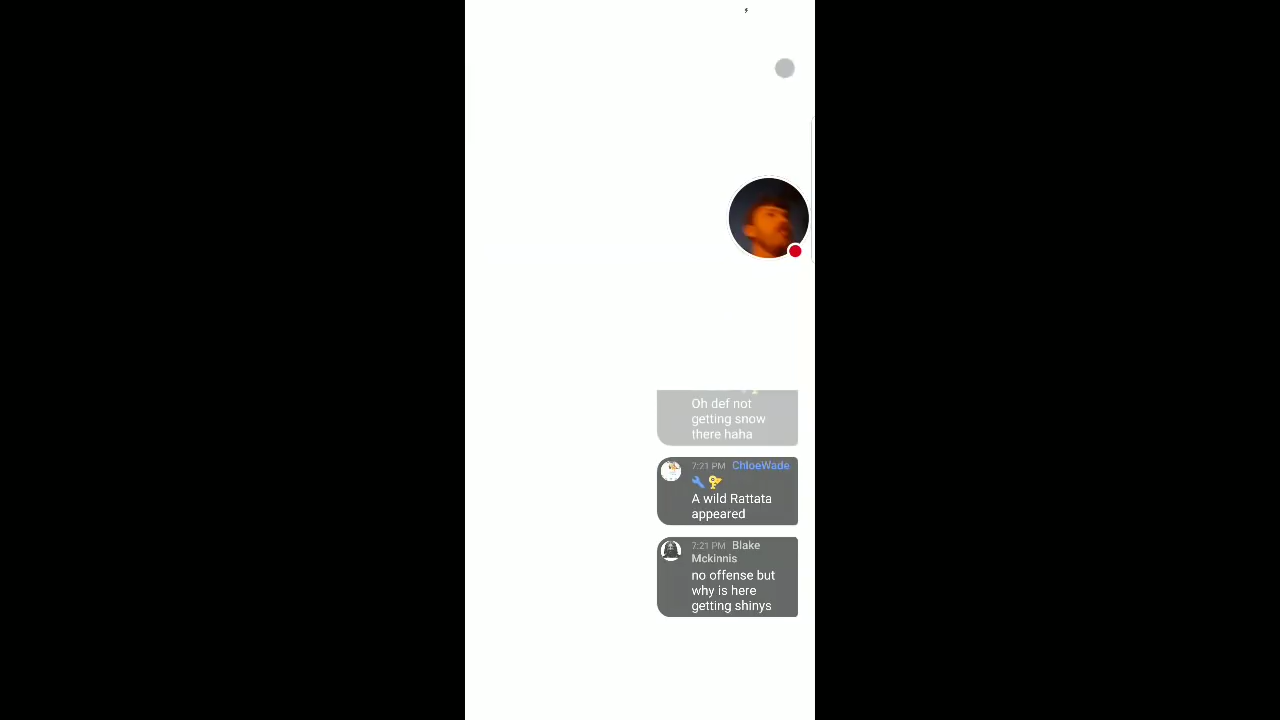 Oh def not
getting snow
there haha
7:21 PM ChloeWade
A wild Rattata
appeared
7:21 PM Blake
Mckinnis
no offense but
why is here
getting shinys